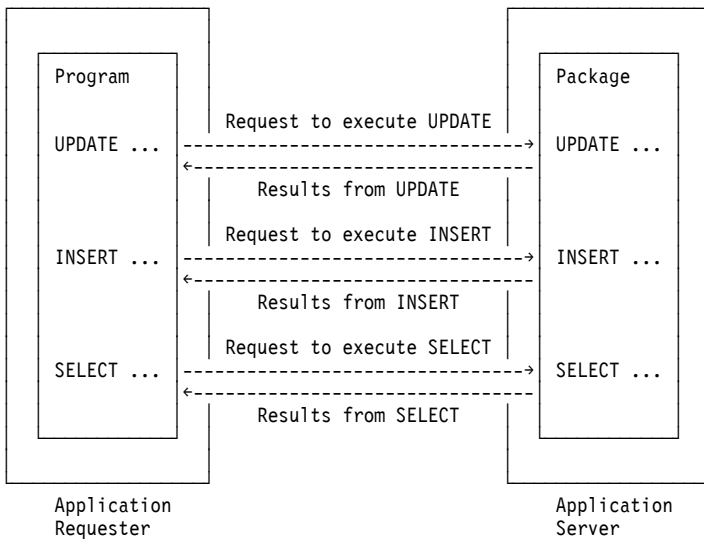 Program
Package
Request to execute UPDATE
UPDATE ...
UPDATE ...
Results from UPDATE
Request to execute INSERT
INSERT ...
INSERT ...
Results from INSERT
Request to execute SELECT
SELECT ...
SELECT ...
Results from SELECT
Application
Requester
Application
Server